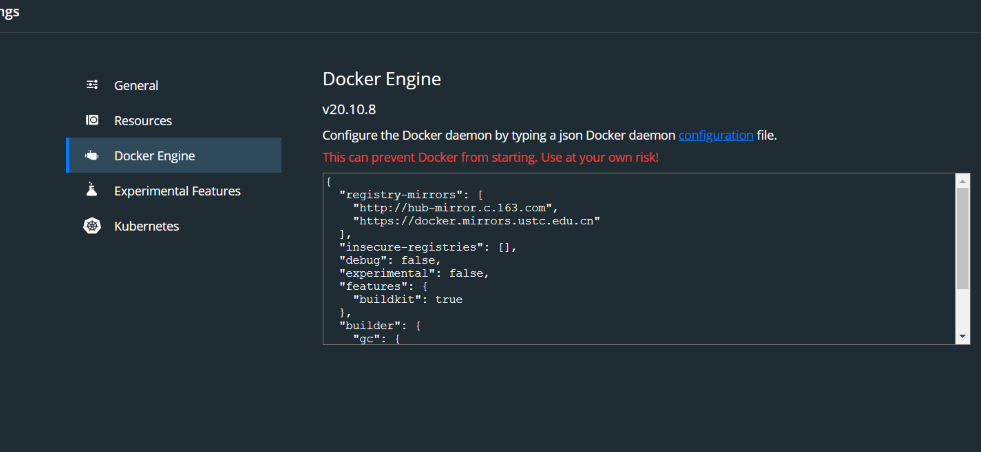 ngs
General
Resources
Docker Engine
Experimental Features
Kubernetes
Docker Engine
v20.10.8
Configure the Docker daemon by typing a json Docker daemon configuration file.
This can prevent Docker from starting. Use at your own risk!
{
  "registry-mirrors": [
    "http://hub-mirror.c.163.com",
    "https://docker.mirrors.ustc.edu.cn"
  ],
  "insecure-registries": [],
  "debug": false,
  "experimental": false,
  "features": {
    "buildkit": true
  },
  "builder": {
    "gc": {